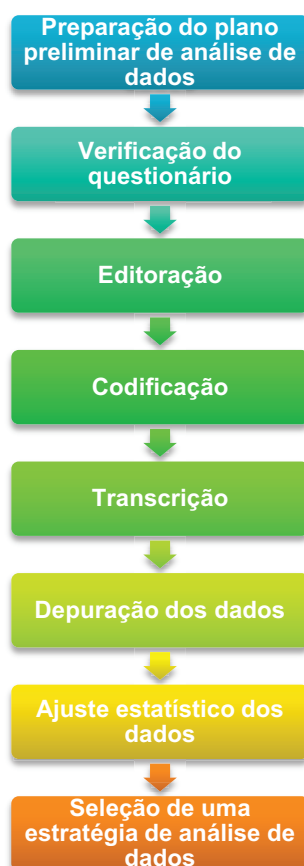 Preparação do plano
preliminar de análise de
dados
Verificação do
questionário
Editoração
Codificação
Transcrição
Depuração dos dados
Ajuste estatístico dos
dados
Seleção de uma
estratégia de análise de
dados